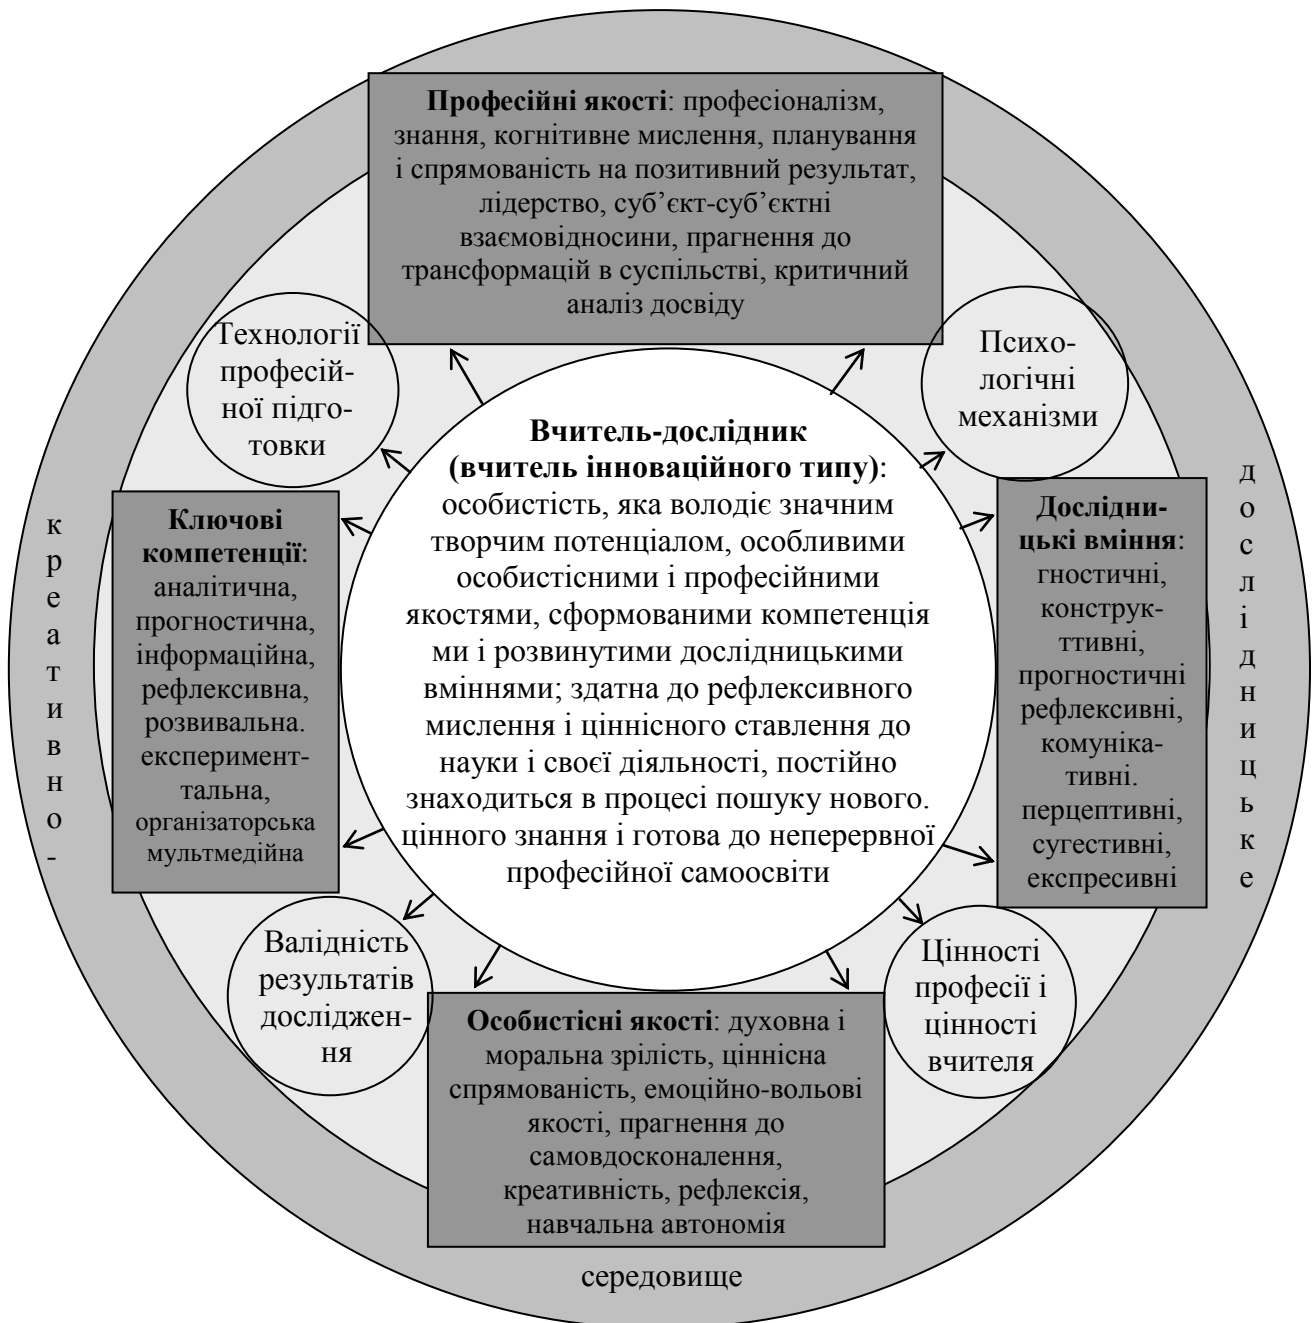 Професійні якості: професіоналізм,
знання, когнітивне мислення, планування
і спрямованість на позитивний результат,
лідерство, суб’єкт-суб’єктні
взаємовідносини, прагнення до
трансформацій в суспільстві, критичний
аналіз досвіду
Технології
професій-
ної підго-
товки
Психо-
логічні
механізми
Вчитель-дослідник
(вчитель інноваційного типу):
особистість, яка володіє значним
творчим потенціалом, особливими
особистісними і професійними
якостями, сформованими компетенція
ми і розвинутими дослідницькими
вміннями; здатна до рефлексивного
мислення і ціннісного ставлення до
науки і своєї діяльності, постійно
знаходиться в процесі пошуку нового.
цінного знання і готова до неперервної
професійної самоосвіти
креативно-
Ключові
компетенції:
аналітична,
прогностична,
інформаційна,
рефлексивна,
розвивальна.
експеримент-
тальна,
організаторська
мультмедійна
Дослідни-
цькі вміння:
гностичні,
конструк-
ттивні,
прогностичні
рефлексивні,
комуніка-
тивні.
перцептивні,
сугестивні,
експресивні
дослідницьке
Валідність
результатів
дослідженн-
ня
Цінності
професії і
цінності
вчителя
Особистісні якості: духовна і
моральна зрілість, ціннісна
спрямованість, емоційно-вольові
якості, прагнення до
самовдосконалення,
креативність, рефлексія,
навчальна автономія
середовище